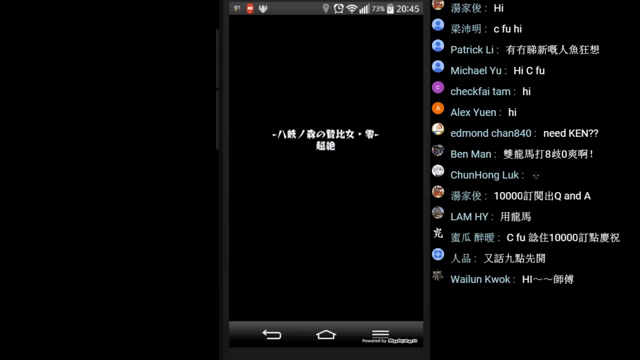 73% 20:45
-八岐ノ森の贄比女・零-
超絶
Powered by Mobizen
湯家俊 : Hi
梁沛明 : c fu hi
Patrick Li : 有冇睇新嘅人魚狂想
Michael Yu : Hi C fu
checkfai tam : hi
Alex Yuen : hi
edmond chan840 : need KEN??
Ben Man : 雙龍馬打8歧0爽啊!
ChunHong Luk :
湯家俊 : 10000訂閱出Q and A
LAM HY : 用龍馬
蜜瓜 醉曖 : C fu 諗住10000訂點慶祝
人品 : 又話九點先開
Wailun Kwok : HI～～師傅